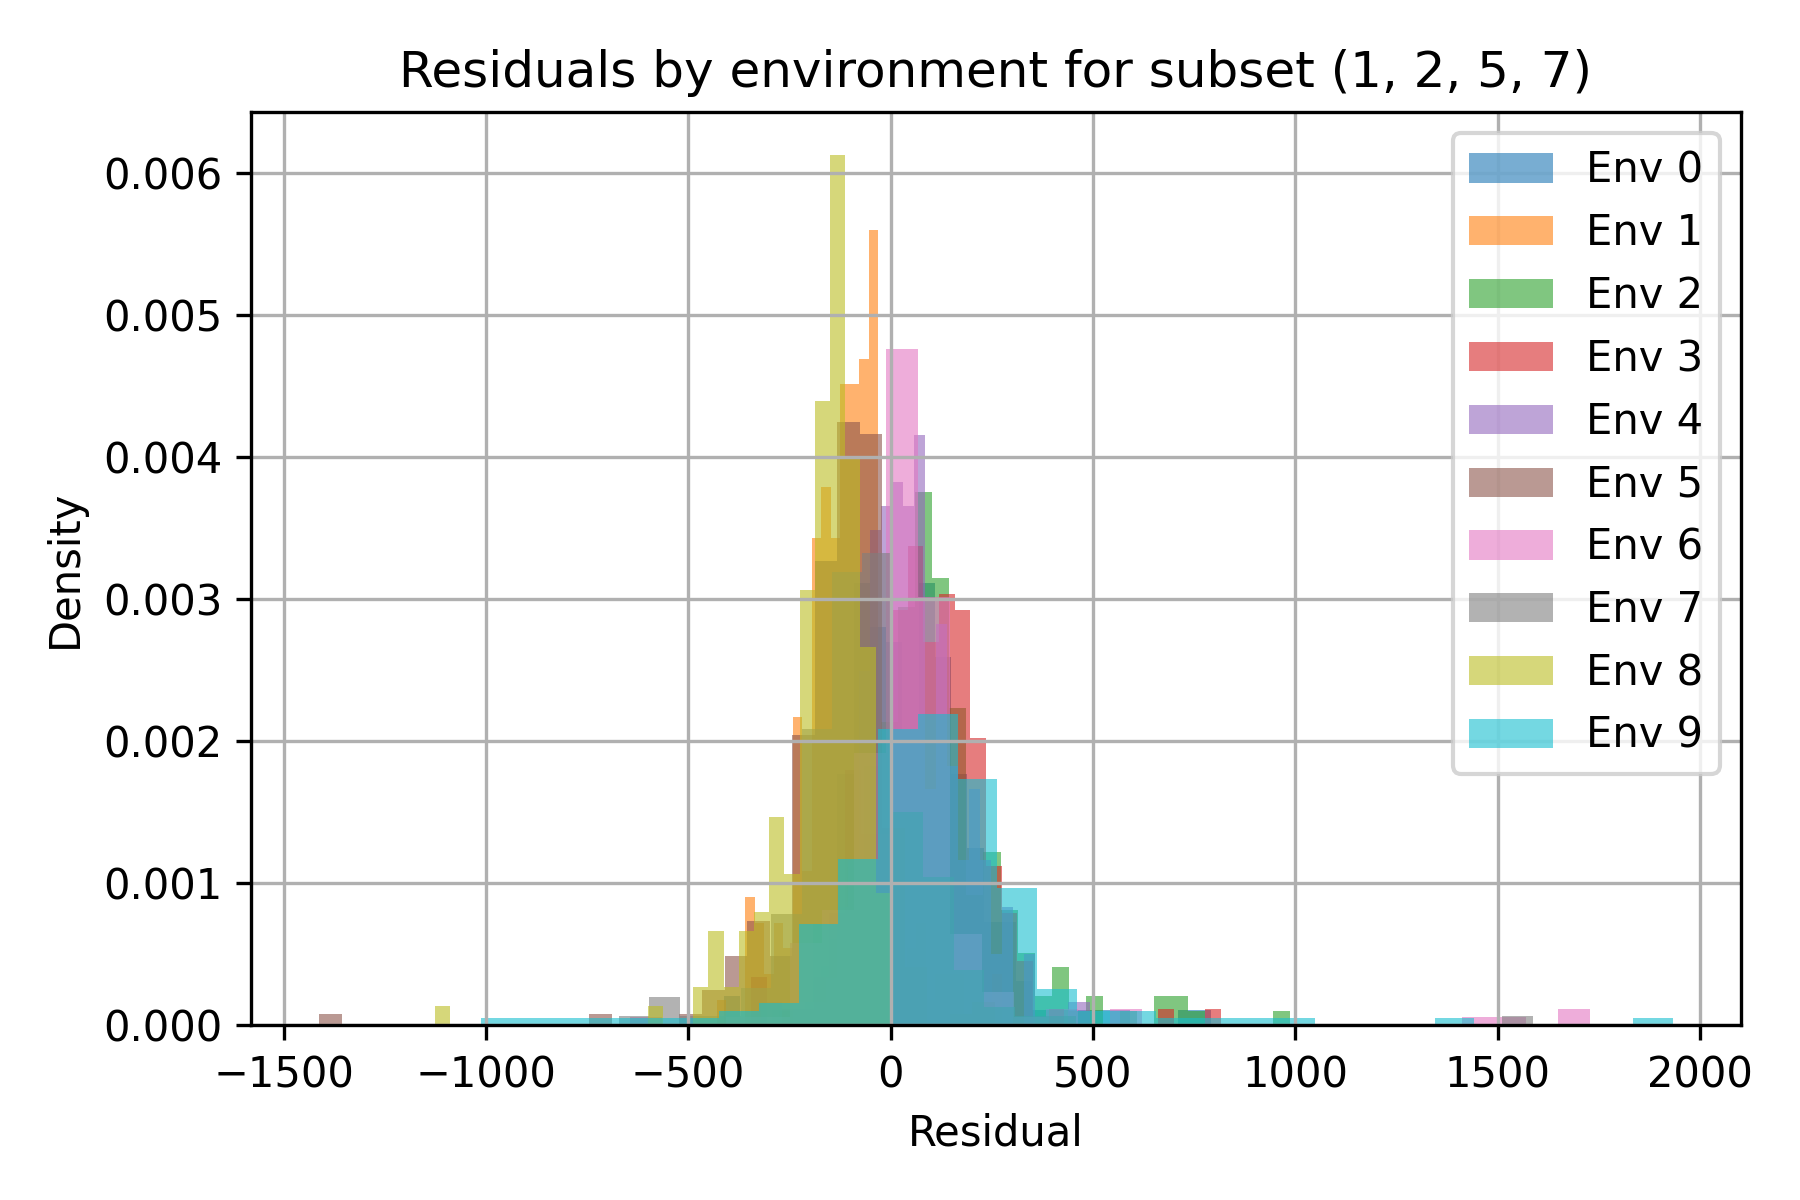 Residuals by environment for subset (1, 2, 5, 7)
0.006
0.005
0.004
0.003
0.002
0.001
0.000
Density
−1500
−1000
−500
0
500
1000
1500
2000
Residual
Env 0
Env 1
Env 2
Env 3
Env 4
Env 5
Env 6
Env 7
Env 8
Env 9